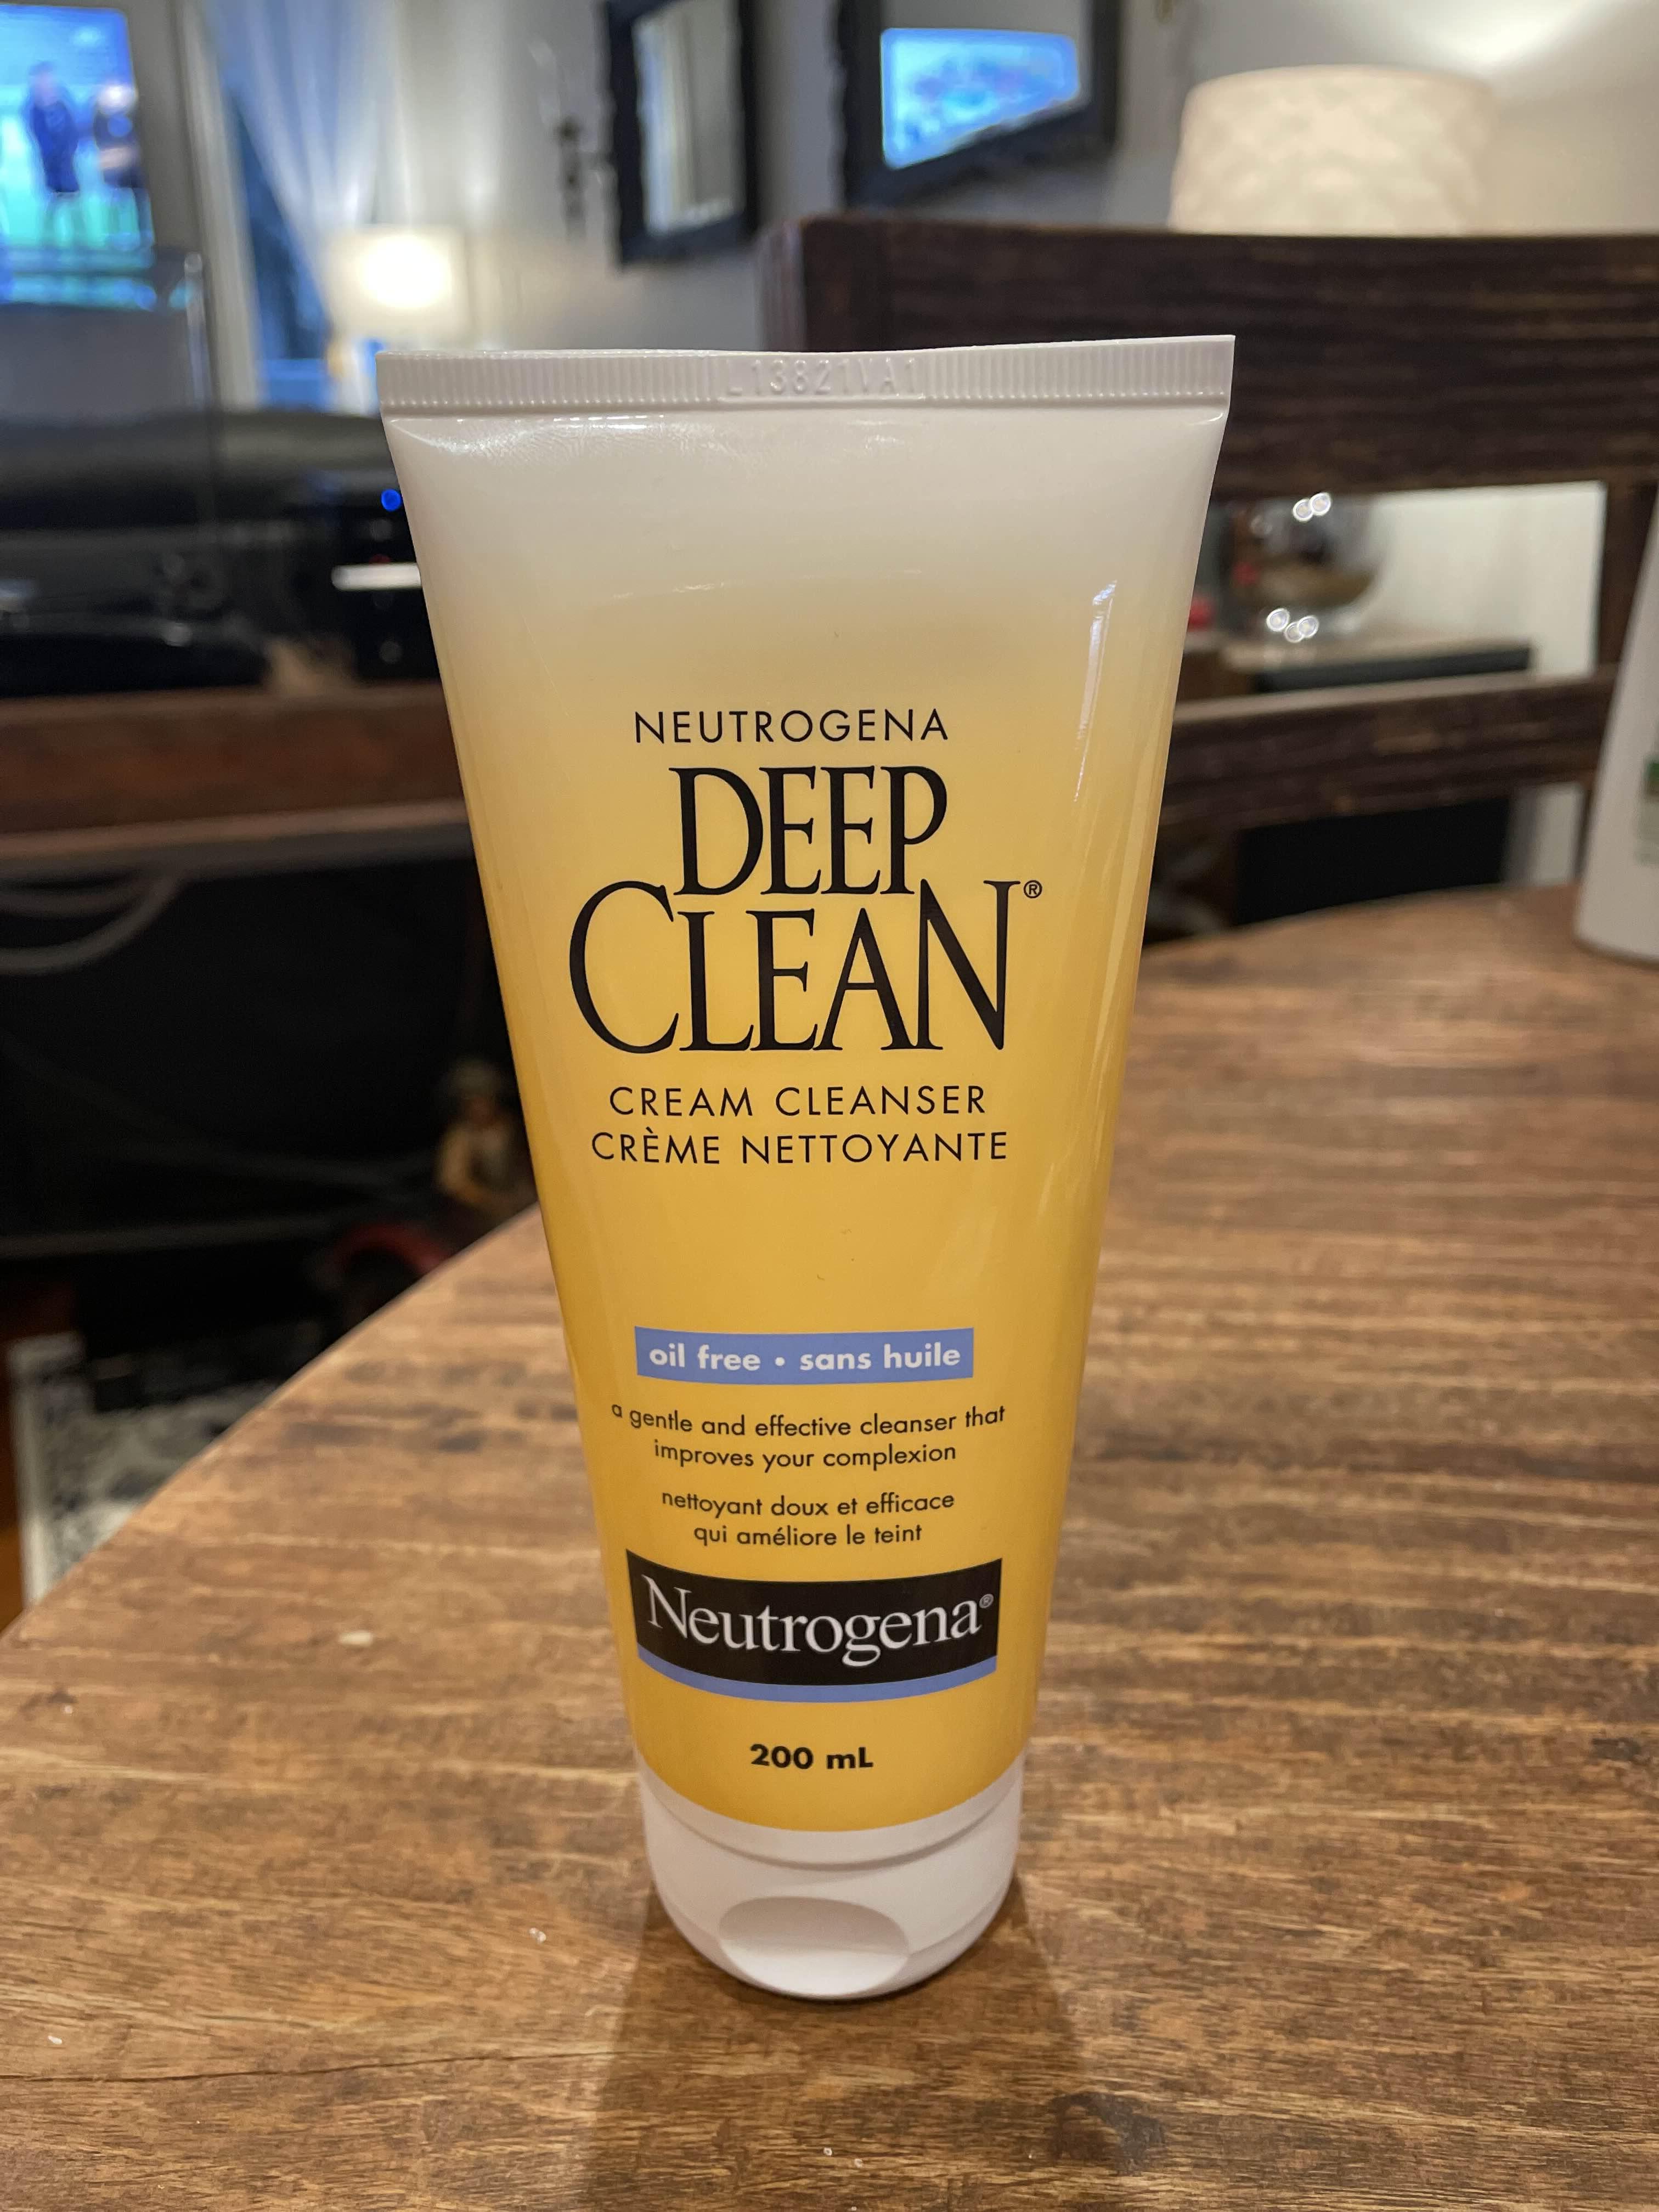 L13821VA1
NEUTROGENA
DEEP
CLEAN®
CREAM CLEANSER
CRÈME NETTOYANTE
oil free • sans huile
a gentle and effective cleanser that
improves your complexion
nettoyant doux et efficace
qui améliore le teint
Neutrogena®
200 mL